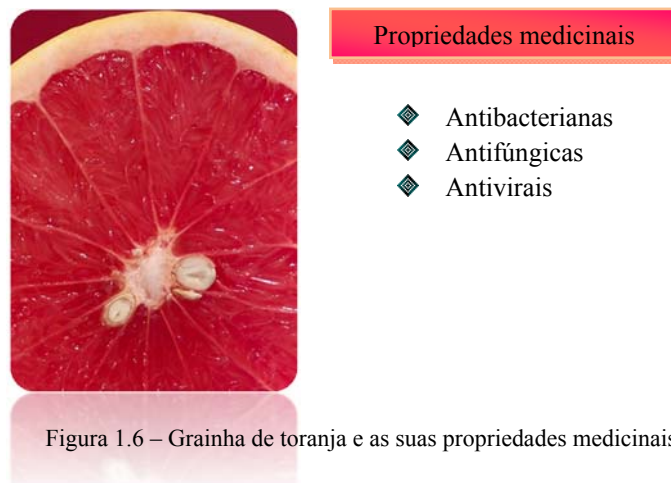 Propriedades medicinais
Antibacterianas
Antifúngicas
Antivirais
Figura 1.6 – Grainha de toranja e as suas propriedades medicinais